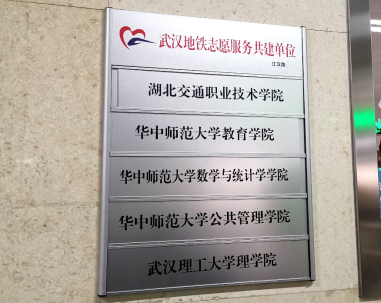 武汉地铁志愿服务共建单位
江汉路
湖北交通职业技术学院
华中师范大学教育学院
华中师范大学数学与统计学学院
华中师范大学公共管理学院
武汉理工大学理学院